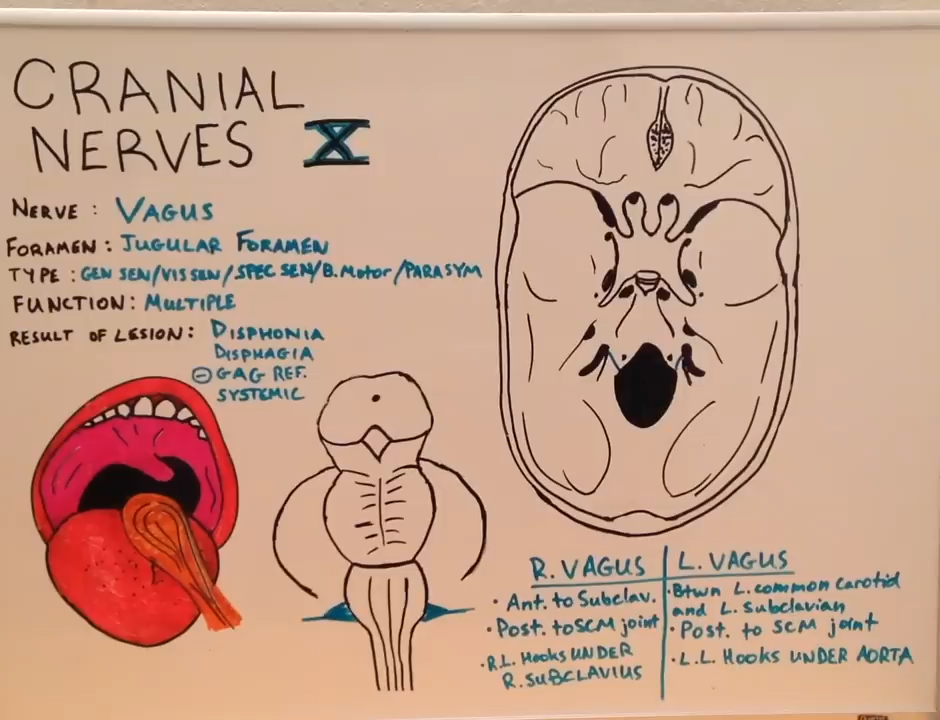 CRANIAL
NERVES X
NERVE: VAGUS
FORAMEN: JUGULAR FORAMEN
TYPE: GEN SEN/VIS SEN/SPEC SEN/B.Motor/PARASYM
FUNCTION: MULTIPLE
RESULT OF LESION: DISPHONIA
DISPHAGIA
⊖ GAG REF.
SYSTEMIC
R. VAGUS
• Ant. to Subclav.
• Post. to SCM joint
• R.L. Hooks UNDER
R. SUBCLAVIUS
L. VAGUS
• Btwn L. common carotid
and L. Subclavian
• Post. to SCM joint
• L.L. Hooks UNDER AORTA